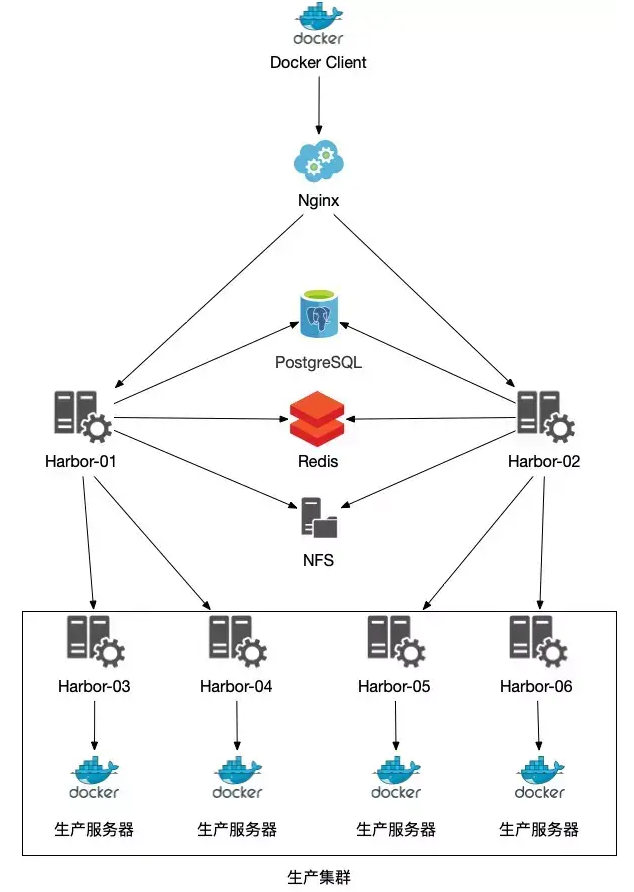 docker
Docker Client
Nginx
PostgreSQL
Harbor-01
Redis
Harbor-02
NFS
Harbor-03
Harbor-04
Harbor-05
Harbor-06
docker
docker
docker
docker
生产服务器
生产服务器
生产服务器
生产服务器
生产集群